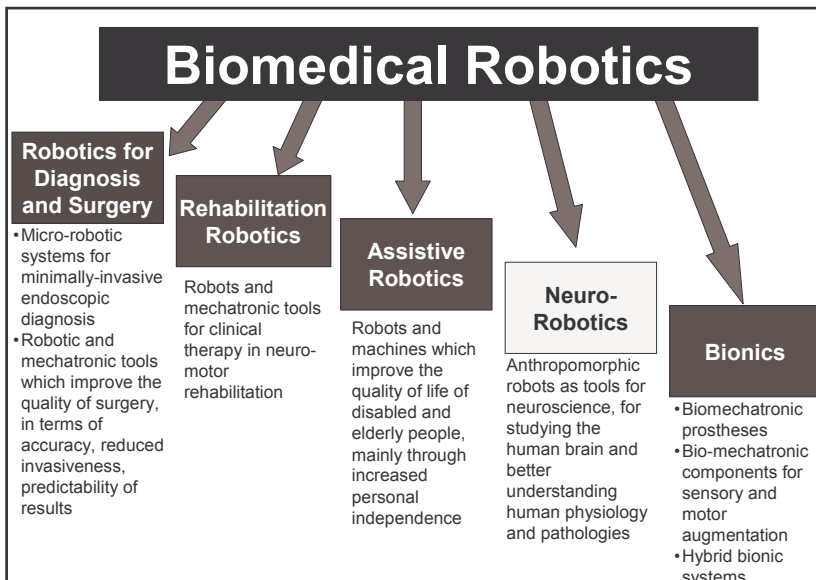 Biomedical Robotics
Robotics for
Diagnosis
and Surgery
•Micro-robotic
systems for
minimally-invasive
endoscopic
diagnosis
•Robotic and
mechatronic tools
which improve the
quality of surgery,
in terms of
accuracy, reduced
invasiveness,
predictability of
results
Rehabilitation
Robotics
Robots and
mechatronic tools
for clinical
therapy in neuro-
motor
rehabilitation
Assistive
Robotics
Robots and
machines which
improve the
quality of life of
disabled and
elderly people,
mainly through
increased
personal
independence
Neuro-
Robotics
Anthropomorphic
robots as tools for
neuroscience, for
studying the
human brain and
better
understanding
human physiology
and pathologies
Bionics
•Biomechatronic
prostheses
•Bio-mechatronic
components for
sensory and
motor
augmentation
•Hybrid bionic
systems